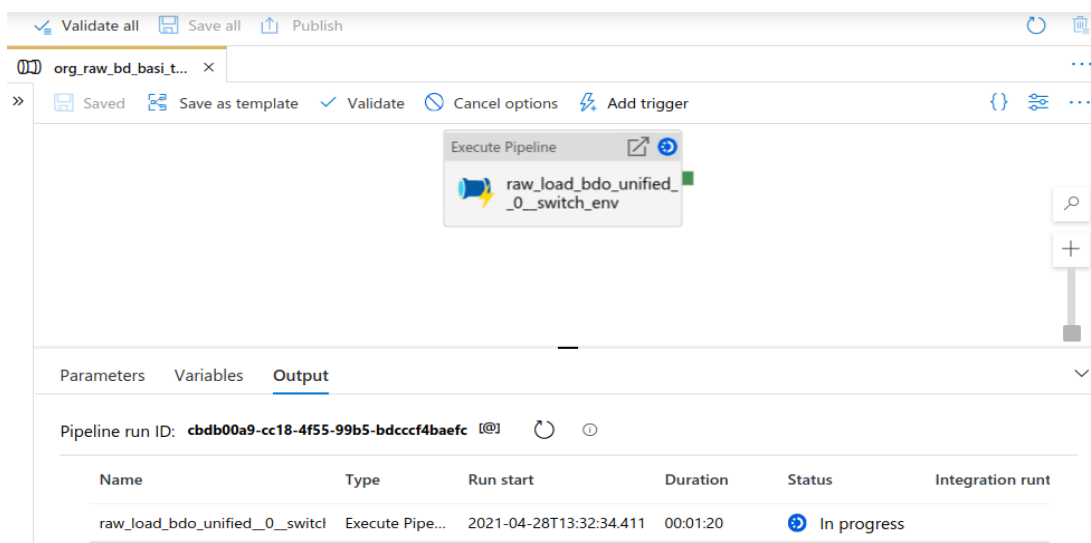 Validate all Save all Publish
org_raw_bd_basi_t... ×
» Saved Save as template Validate Cancel options Add trigger {} ...
Execute Pipeline
raw_load_bdo_unified_
_0__switch_env
Parameters Variables Output
Pipeline run ID: cbdb00a9-cc18-4f55-99b5-bdcccf4baefc [@]
Name Type Run start Duration Status Integration runt
raw_load_bdo_unified__0__switch Execute Pipe... 2021-04-28T13:32:34.411 00:01:20 In progress